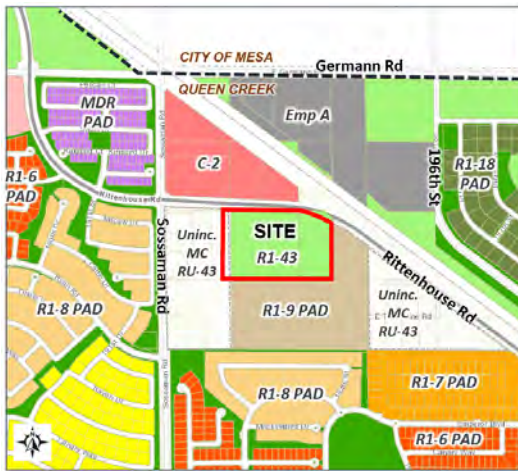 CITY OF MESA
Germann Rd
QUEEN CREEK
MDR
PAD
Emp A
C-2
R1-6
PAD
Rittenhouse Rd
R1-18
PAD
196th St
Sossaman Rd
Uninc.
MC
RU-43
SITE
R1-43
Rittenhouse Rd
R1-8 PAD
R1-9 PAD
Uninc.
MC
RU-43
R1-8 PAD
R1-7 PAD
R1-6 PAD